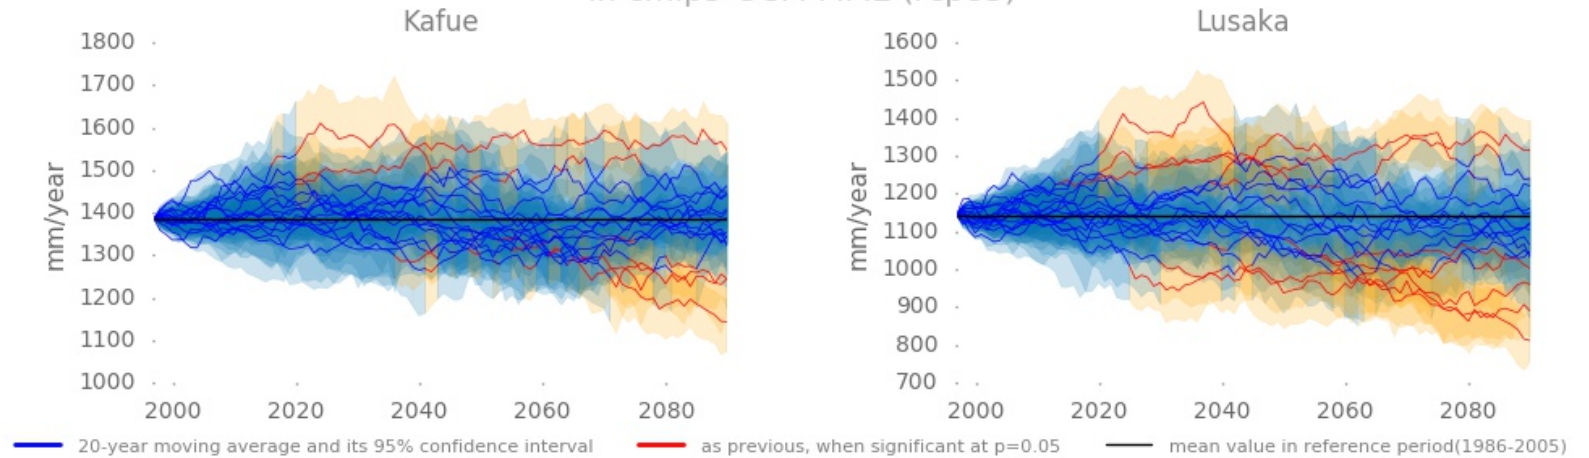 Kafue
Lusaka
1800
1700
1600
1500
1400
1300
1200
1100
1000
mm/year
2000 2020 2040 2060 2080
1600
1500
1400
1300
1200
1100
1000
900
800
700
mm/year
2000 2020 2040 2060 2080
20-year moving average and its 95% confidence interval
as previous, when significant at p=0.05
mean value in reference period(1986-2005)